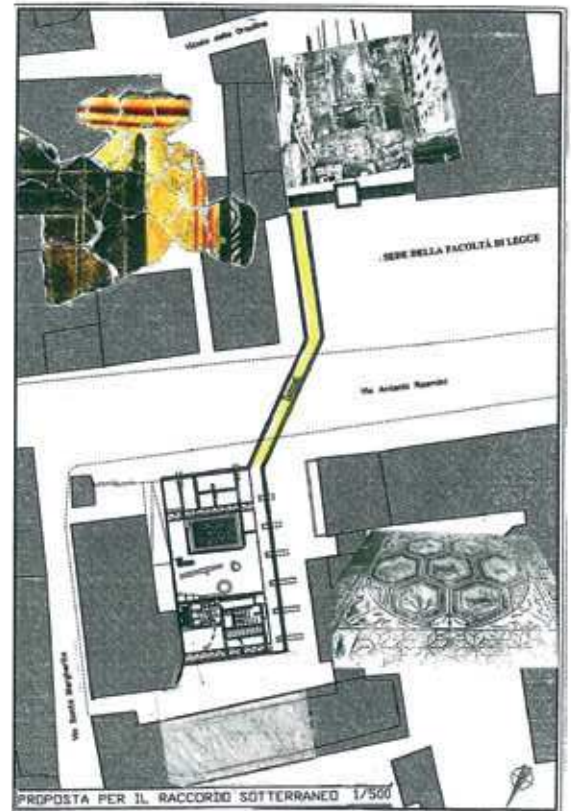 Vicolo delle Orsoline
SEDE DELLA FACOLTÀ DI LEGGE
Via Antonio Rosmini
Via Santa Margherita
PROPOSTA PER IL RACCORDO SOTTERRANEO 1/500